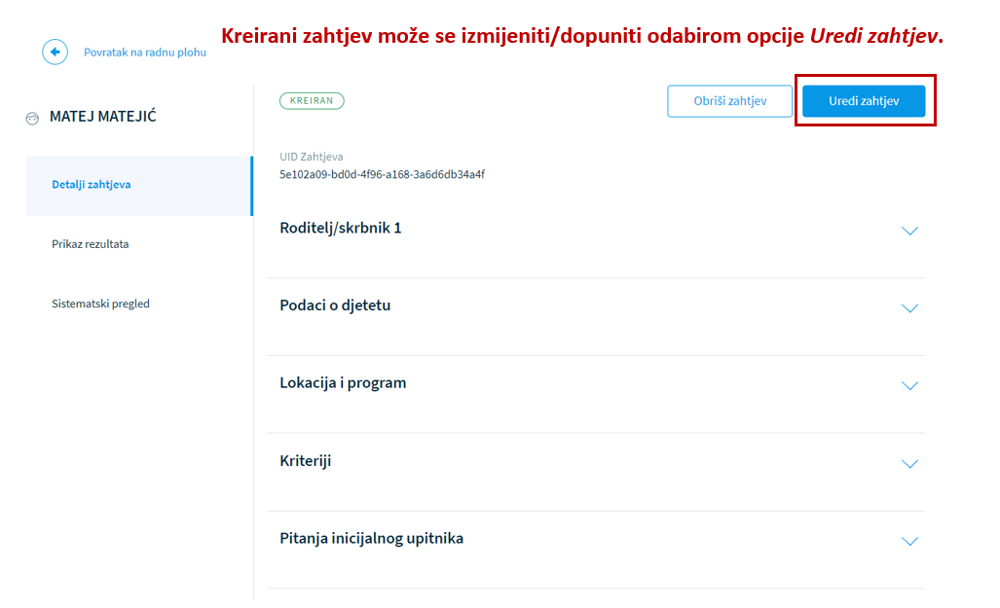 Kreirani zahtjev može se izmijeniti/dopuniti odabirom opcije Uredi zahtjev.
Povratak na radnu plohu
MATEJ MATEJIĆ
Detalji zahtjeva
Prikaz rezultata
Sistematski pregled
KREIRAN
Obriši zahtjev
Uredi zahtjev
UID Zahtjeva
5e102a09-bd0d-4f96-a168-3a6d6db34a4f
Roditelj/skrbnik 1
Podaci o djetetu
Lokacija i program
Kriteriji
Pitanja inicijalnog upitnika